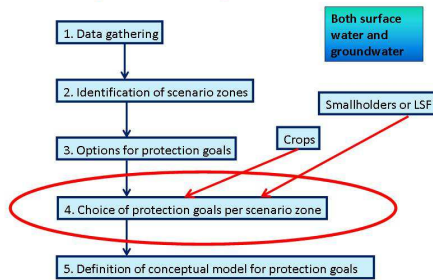 1. Data gathering
Both surface
water and
groundwater
2. Identification of scenario zones
Smallholders or LSF
Crops
3. Options for protection goals
4. Choice of protection goals per scenario zone
5. Definition of conceptual model for protection goals